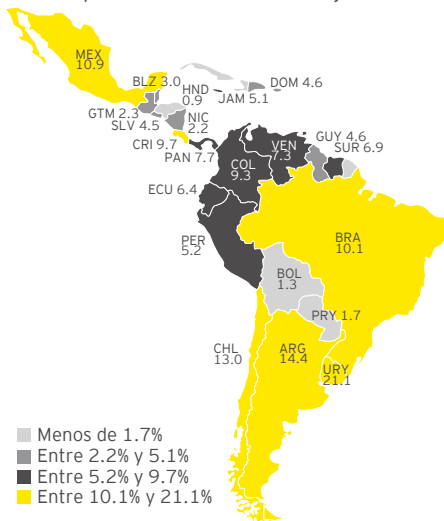 MEX
10.9
BLZ 3.0
HND
0.9
DOM 4.6
JAM 5.1
GTM 2.3
SLV 4.5
NIC
2.2
CRI 9.7
PAN 7.7
VEN
7.3
GUY 4.6
SUR 6.9
COL
9.3
ECU 6.4
PER
5.2
BRA
10.1
BOL
1.3
PRY 1.7
CHL
13.0
ARG
14.4
URY
21.1
Menos de 1.7%
Entre 2.2% y 5.1%
Entre 5.2% y 9.7%
Entre 10.1% y 21.1%